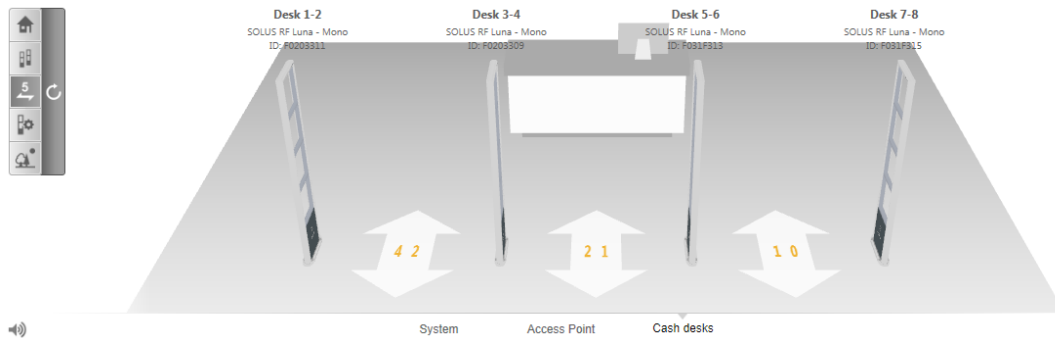 Desk 1-2
SOLUS RF Luna - Mono
ID: F0203311
Desk 3-4
SOLUS RF Luna - Mono
ID: F0203309
Desk 5-6
SOLUS RF Luna - Mono
ID: F031F313
Desk 7-8
SOLUS RF Luna - Mono
ID: F031F315
5
4 2
2 1
1 0
System
Access Point
Cash desks